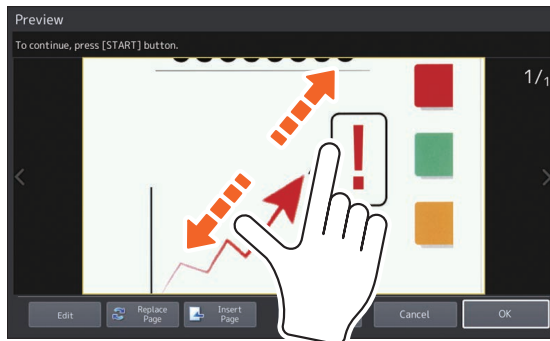 Preview
To continue, press [START] button.
1/1
!
Edit
Replace
Page
Insert
Page
Cancel
OK